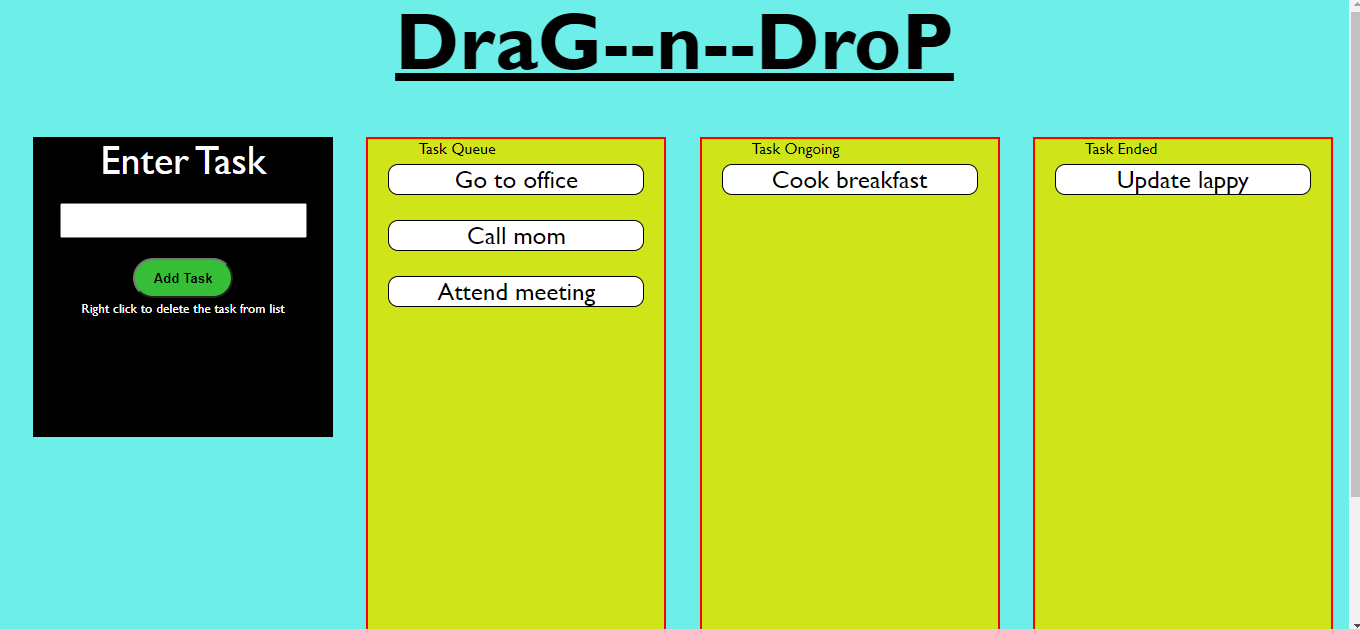 DraG--n--DroP
Enter Task
Add Task
Right click to delete the task from list
Task Queue
Go to office
Call mom
Attend meeting
Task Ongoing
Cook breakfast
Task Ended
Update lappy